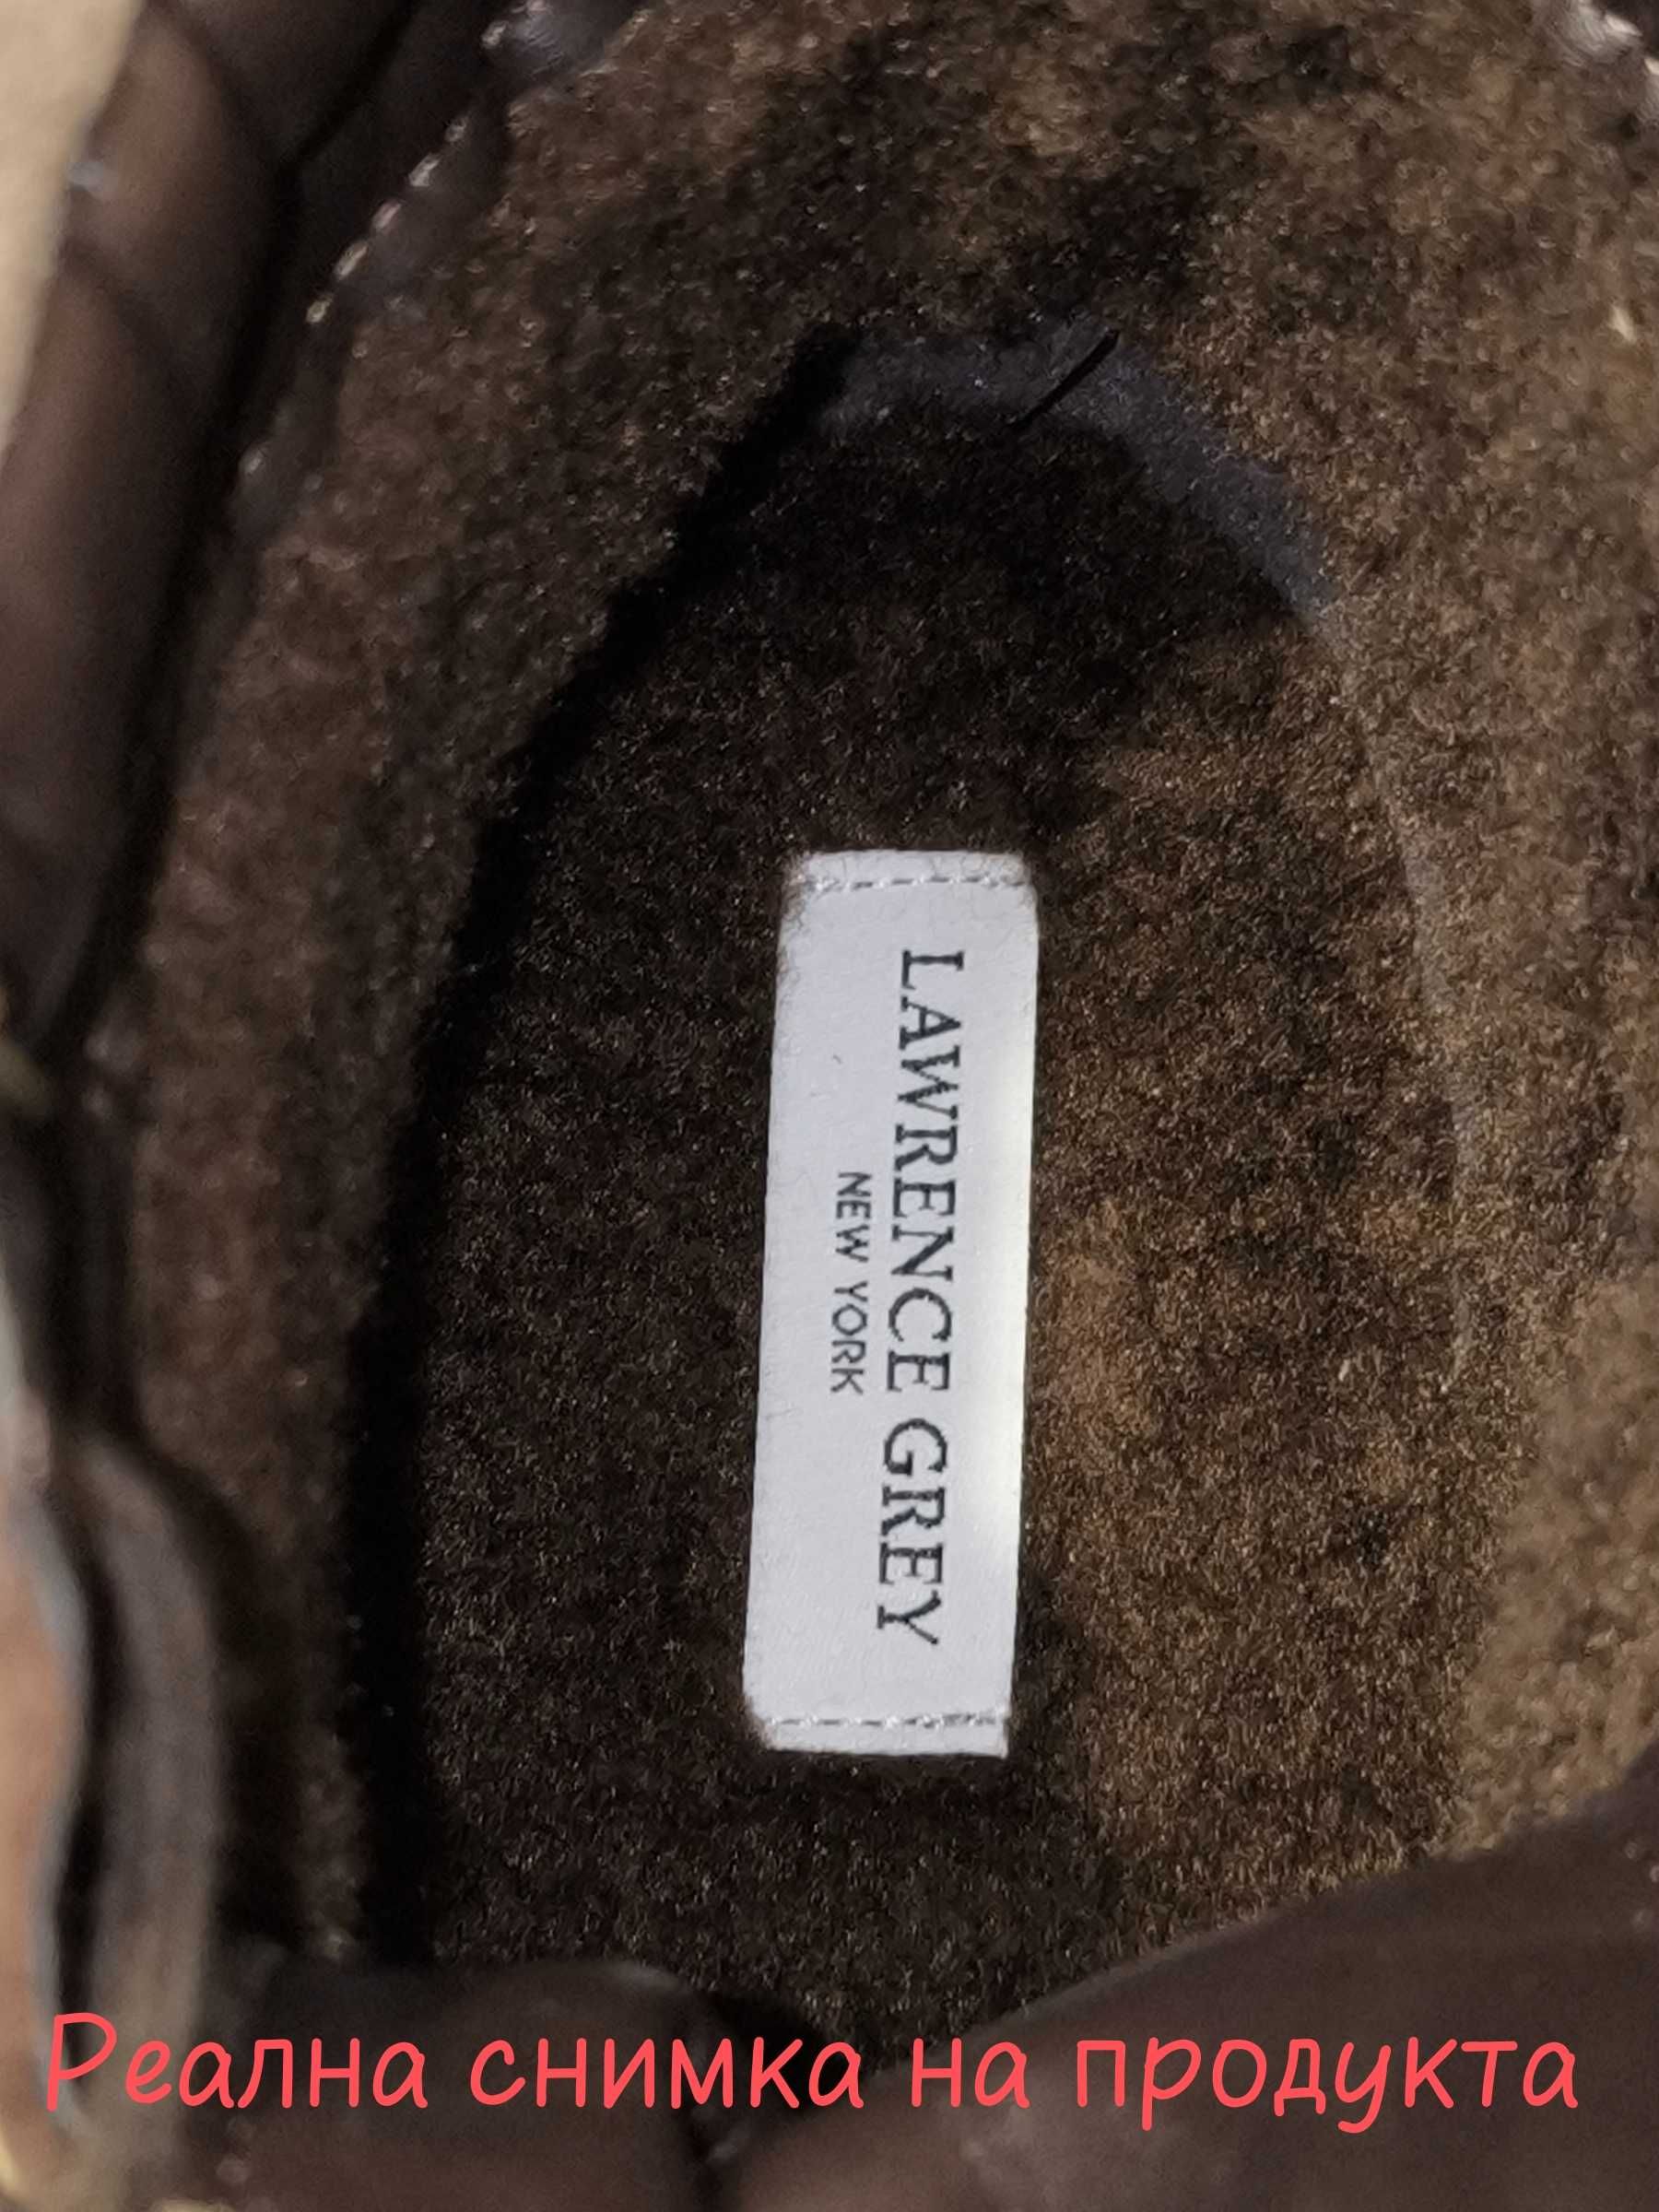 LAWRENCE GREY
NEW YORK
Реална снимка на продукта